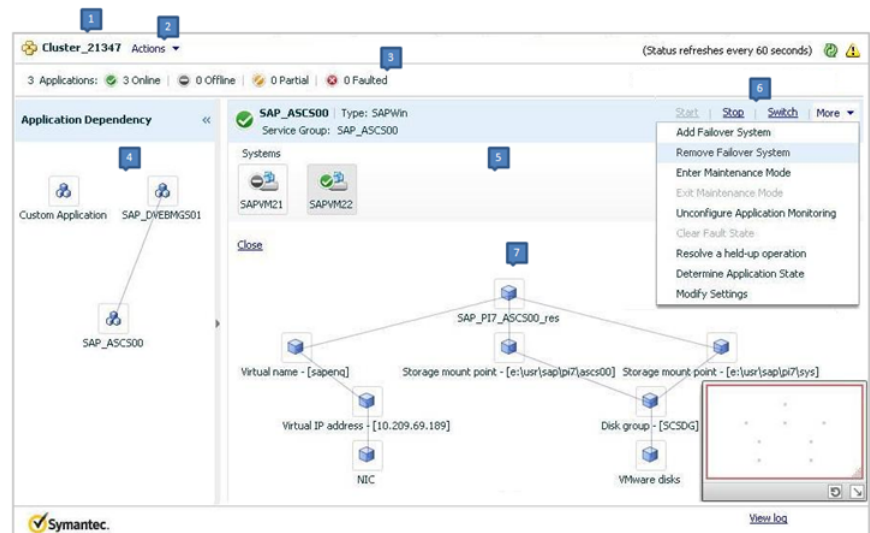 1
2
Cluster_21347 Actions
(Status refreshes every 60 seconds)
3
3 Applications: 3 Online | 0 Offline | 0 Partial | 0 Faulted
6
Application Dependency «
SAP_ASCS00 | Type: SAPWin
Service Group: SAP_ASCS00
Start | Stop | Switch | More
Add Failover System
Remove Failover System
Enter Maintenance Mode
Exit Maintenance Mode
Unconfigure Application Monitoring
Clear Fault State
Resolve a held-up operation
Determine Application State
Modify Settings
4
Custom Application
SAP_DVEBMGS01
SAP_ASCS00
5
Systems
SAPVM21
SAPVM22
Close
7
SAP_PI7_ASCS00_res
Virtual name - [sapenq]
Storage mount point - [e:\usr\sap\pi7\ascs00]
Storage mount point - [e:\usr\sap\pi7\sys]
Virtual IP address - [10.209.69.189]
Disk group - [SCSDG]
NIC
VMware disks
Symantec.
View log